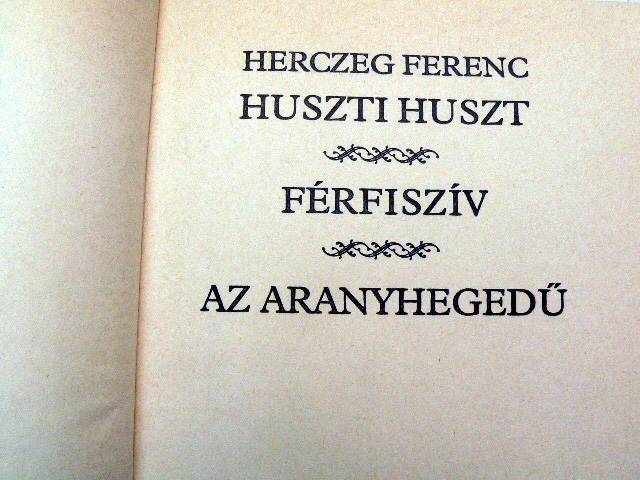 HERCZEG FERENC
HUSZTI HUSZT
FÉRFISZÍV
AZ ARANYHEGEDŰ